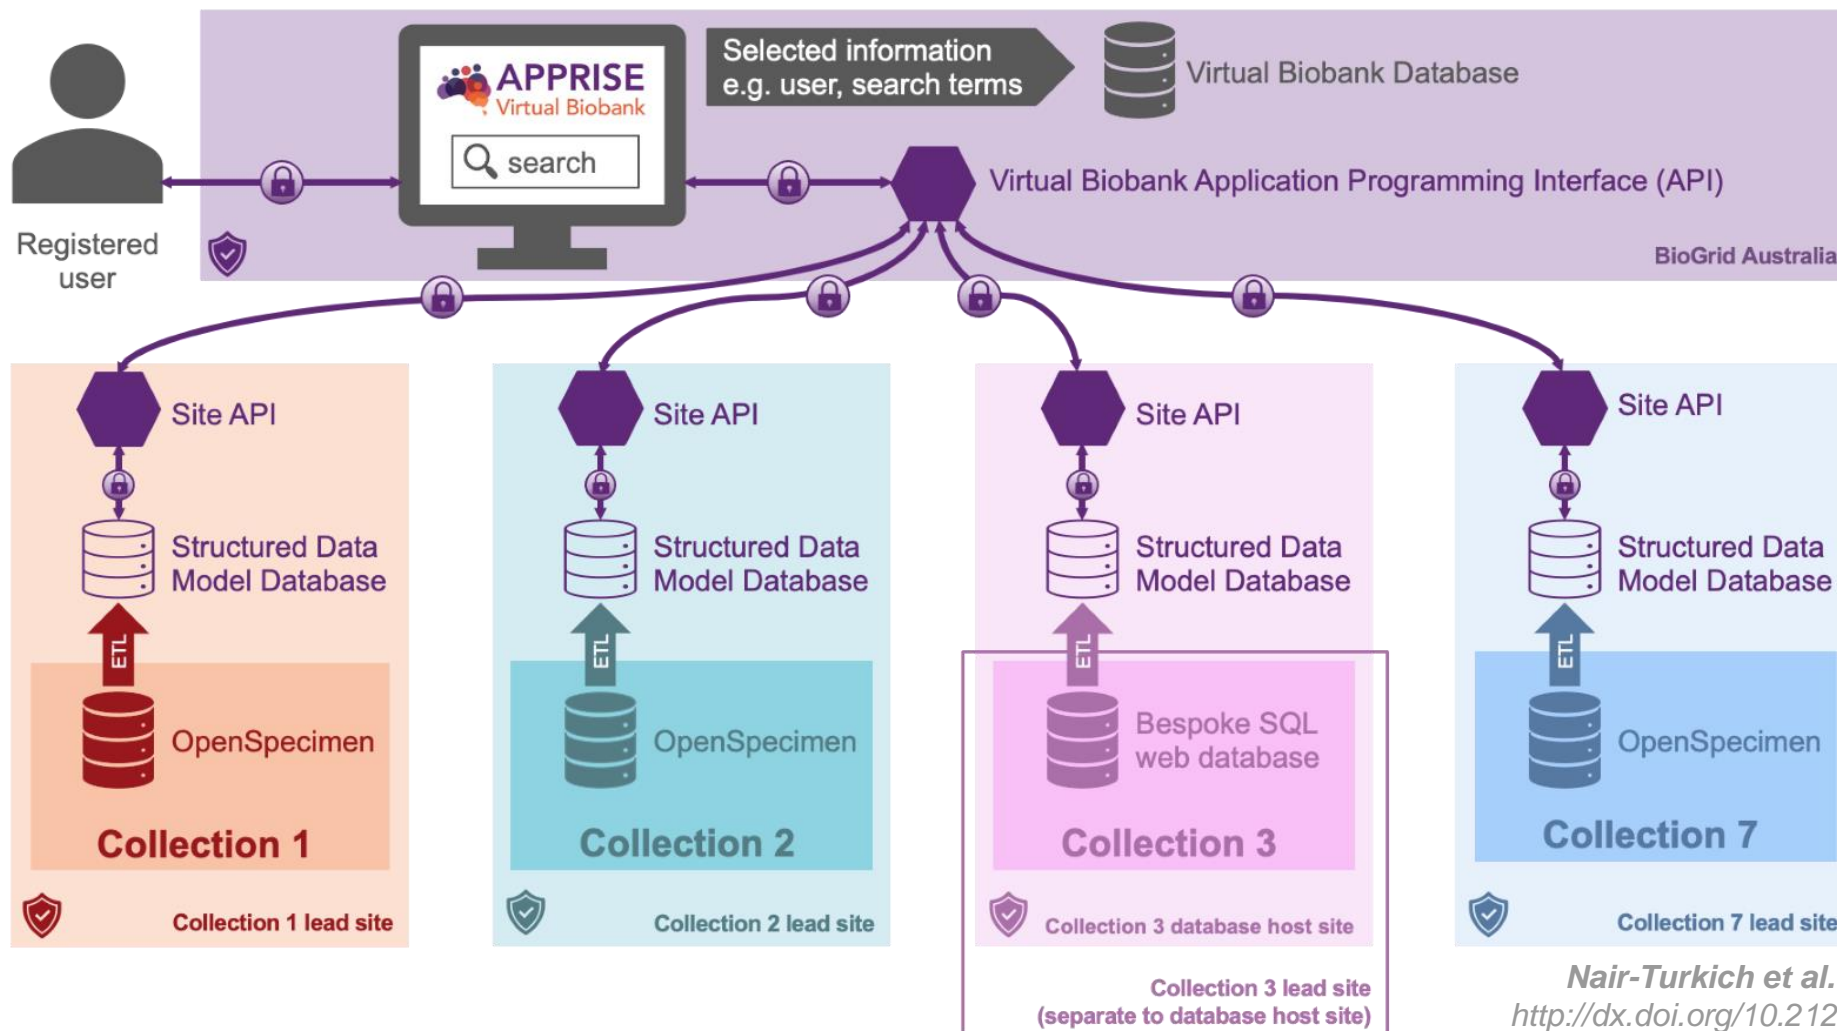 APPRISE
Virtual Biobank
search
Selected information
e.g. user, search terms
Virtual Biobank Database
Virtual Biobank Application Programming Interface (API)
Registered
user
BioGrid Australia
Site API
Structured Data
Model Database
ETL
OpenSpecimen
Collection 1
Collection 1 lead site
Site API
Structured Data
Model Database
ETL
OpenSpecimen
Collection 2
Collection 2 lead site
Site API
Structured Data
Model Database
ETL
Bespoke SQL
web database
Collection 3
Collection 3 database host site
Collection 3 lead site
(separate to database host site)
Site API
Structured Data
Model Database
ETL
OpenSpecimen
Collection 7
Collection 7 lead site
Nair-Turkich et al.
http://dx.doi.org/10.212